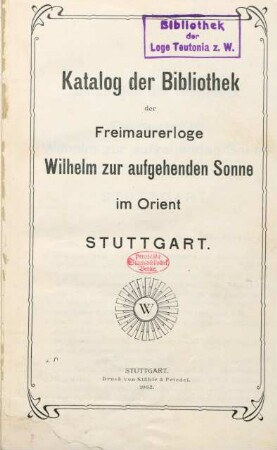 Bibliothek
der
Loge Teutonia z. W.
Katalog der Bibliothek
der
Freimaurerloge
Wilhelm zur aufgehenden Sonne
im Orient
STUTTGART.
W
STUTTGART.
Druck von Stähle & Friedel.
1902.